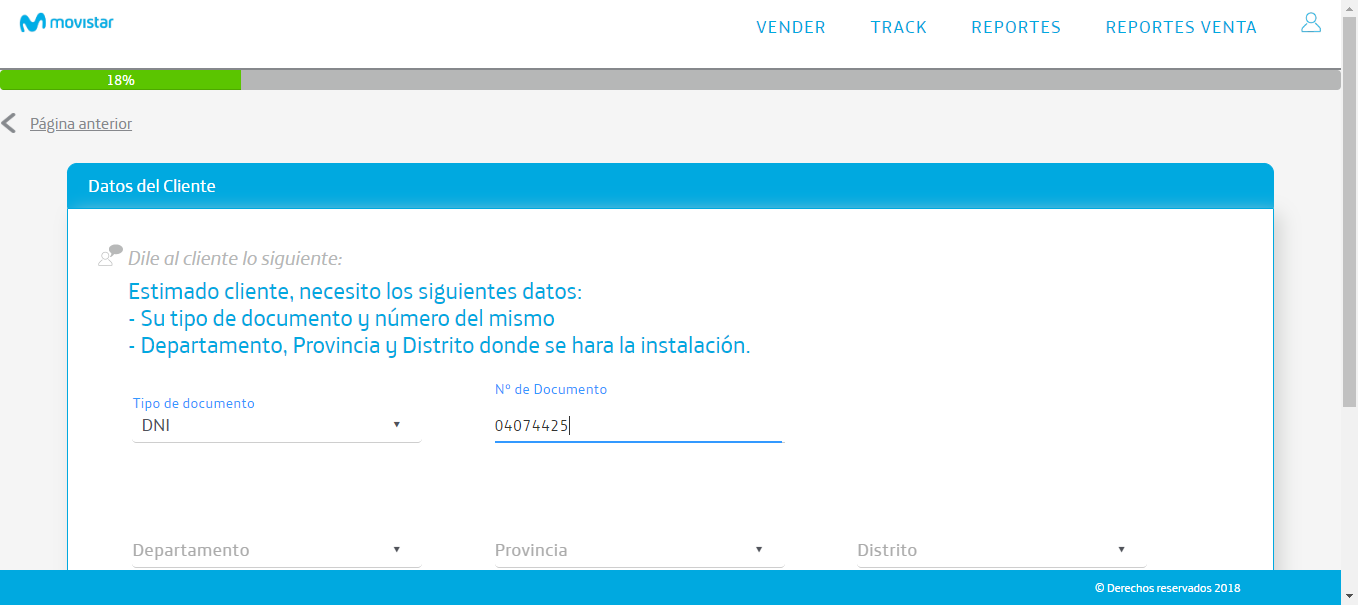 movistar
VENDER TRACK REPORTES REPORTES VENTA
18%
Página anterior
Datos del Cliente
Dile al cliente lo siguiente:
Estimado cliente, necesito los siguientes datos:
- Su tipo de documento y número del mismo
- Departamento, Provincia y Distrito donde se hara la instalación.
Tipo de documento
DNI
Nº de Documento
04074425
Departamento Provincia Distrito
© Derechos reservados 2018